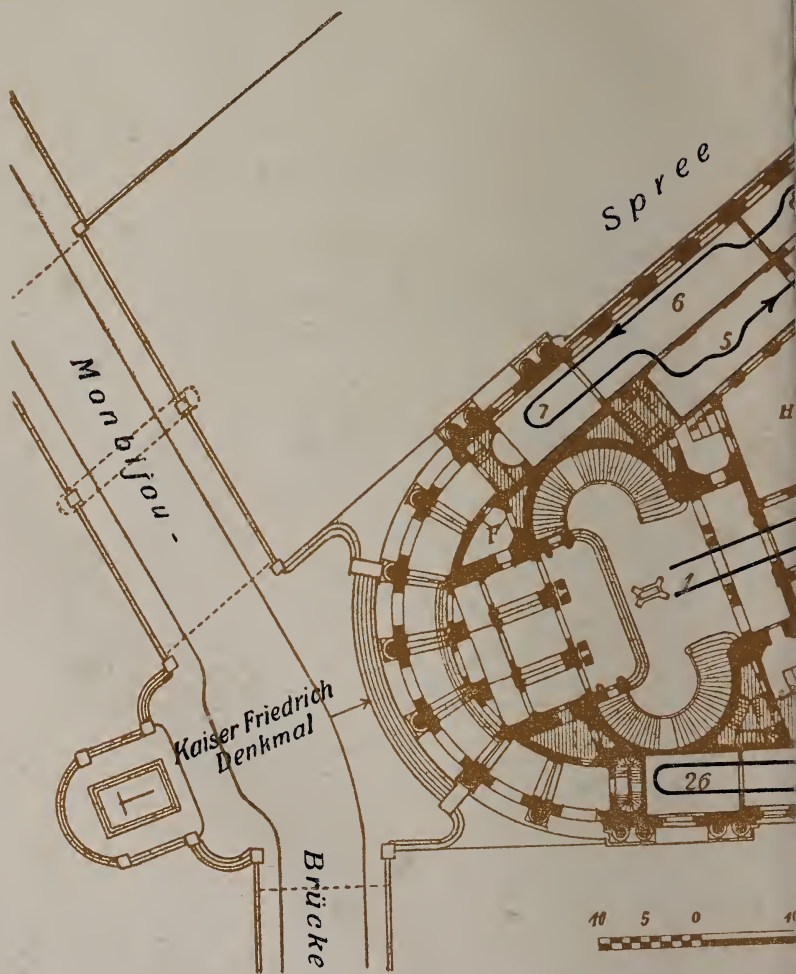 Spree
6
5
7
H
Monbijou-
1
Kaiser Friedrich
Denkmal
26
Brücke
10 5 0